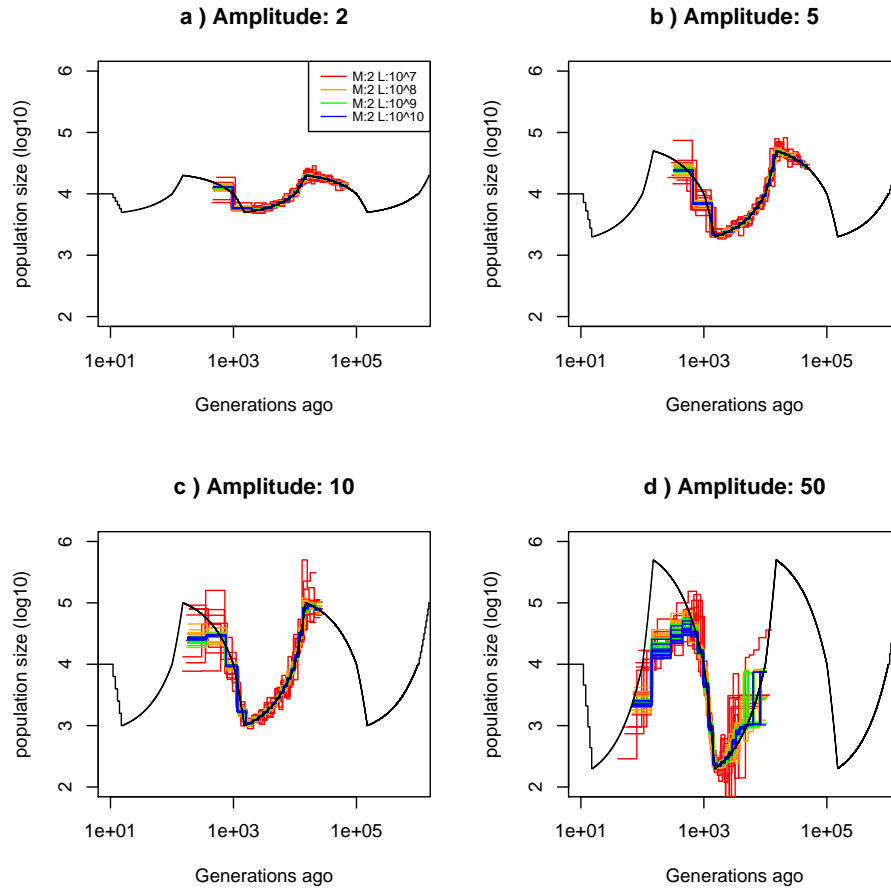 a ) Amplitude: 2
population size (log10)
6
5
4
3
2
M:2 L:10^7
M:2 L:10^8
M:2 L:10^9
M:2 L:10^10
1e+01 1e+03 1e+05
Generations ago
b ) Amplitude: 5
population size (log10)
6
5
4
3
2
1e+01 1e+03 1e+05
Generations ago
c ) Amplitude: 10
population size (log10)
6
5
4
3
2
1e+01 1e+03 1e+05
Generations ago
d ) Amplitude: 50
population size (log10)
6
5
4
3
2
1e+01 1e+03 1e+05
Generations ago